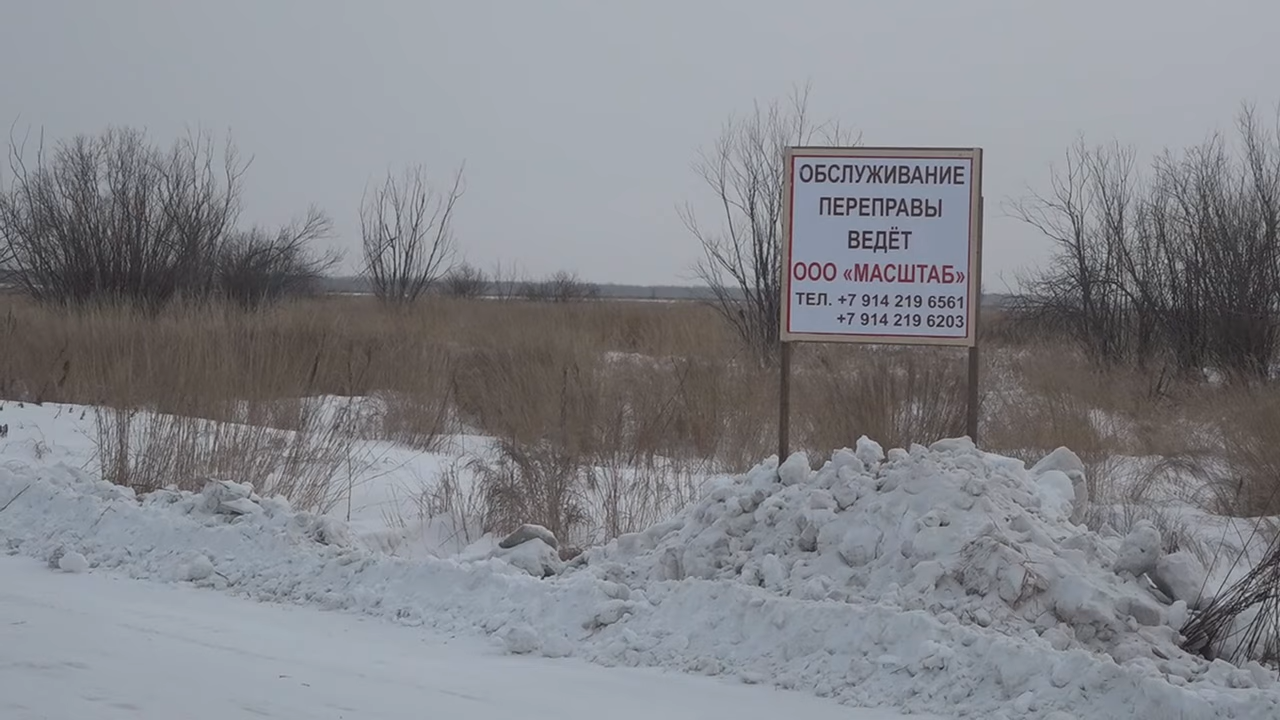 ОБСЛУЖИВАНИЕ
ПЕРЕПРАВЫ
ВЕДЁТ
ООО «МАСШТАБ»
ТЕЛ. +7 914 219 6561
+7 914 219 6203